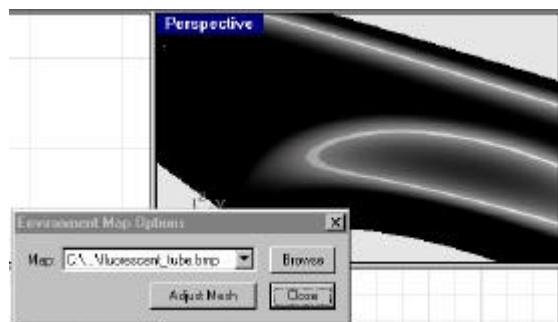 Perspective
Environment Map Options
Map: C:\...\fluorescent_tube.bmp Browse
Adjust Mesh Close